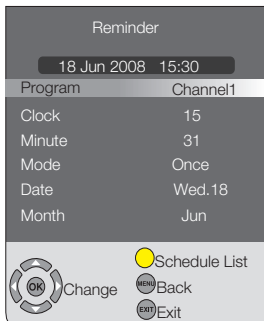 Reminder
18 Jun 2008 15:30
Program Channel1
Clock 15
Minute 31
Mode Once
Date Wed.18
Month Jun
Schedule List
OK Change MENU Back
EXIT Exit